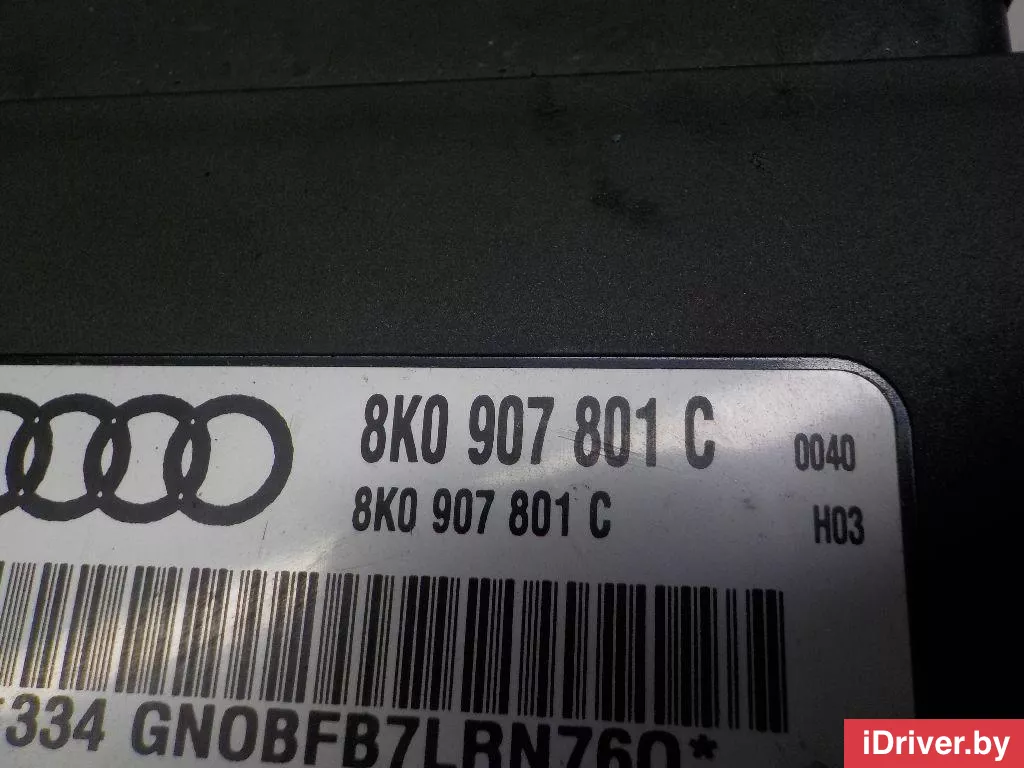 8K0 907 801 C 0040
8K0 907 801 C H03
334 GNOBFB7LBN760*
iDriver.by